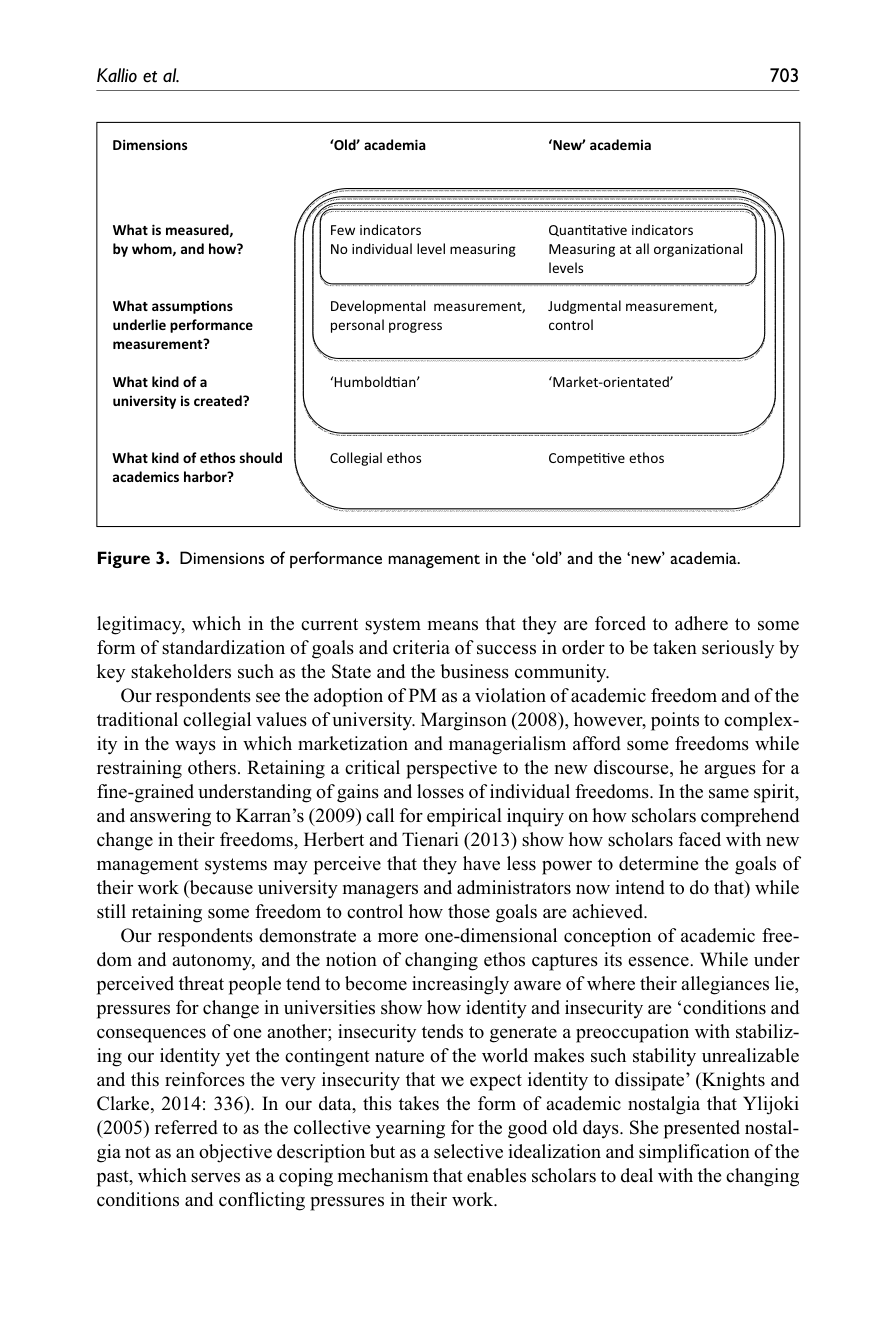 Kallio et al. 703
Dimensions ‘Old’ academia ‘New’ academia
What is measured, Few indicators Quantitative indicators
by whom, and how? No individual level measuring Measuring at all organizational
levels
What assumptions Developmental measurement, Judgmental measurement,
underlie performance personal progress control
measurement?
What kind of a ‘Humboldtian’ ‘Market-orientated’
university is created?
What kind of ethos should Collegial ethos Competitive ethos
academics harbor?
Figure 3. Dimensions of performance management in the ‘old’ and the ‘new’ academia.
legitimacy, which in the current system means that they are forced to adhere to some
form of standardization of goals and criteria of success in order to be taken seriously by
key stakeholders such as the State and the business community.
Our respondents see the adoption of PM as a violation of academic freedom and of the
traditional collegial values of university. Marginson (2008), however, points to complex-
ity in the ways in which marketization and managerialism afford some freedoms while
restraining others. Retaining a critical perspective to the new discourse, he argues for a
fine-grained understanding of gains and losses of individual freedoms. In the same spirit,
and answering to Karran’s (2009) call for empirical inquiry on how scholars comprehend
change in their freedoms, Herbert and Tienari (2013) show how scholars faced with new
management systems may perceive that they have less power to determine the goals of
their work (because university managers and administrators now intend to do that) while
still retaining some freedom to control how those goals are achieved.
Our respondents demonstrate a more one-dimensional conception of academic free-
dom and autonomy, and the notion of changing ethos captures its essence. While under
perceived threat people tend to become increasingly aware of where their allegiances lie,
pressures for change in universities show how identity and insecurity are ‘conditions and
consequences of one another; insecurity tends to generate a preoccupation with stabiliz-
ing our identity yet the contingent nature of the world makes such stability unrealizable
and this reinforces the very insecurity that we expect identity to dissipate’ (Knights and
Clarke, 2014: 336). In our data, this takes the form of academic nostalgia that Ylijoki
(2005) referred to as the collective yearning for the good old days. She presented nostal-
gia not as an objective description but as a selective idealization and simplification of the
past, which serves as a coping mechanism that enables scholars to deal with the changing
conditions and conflicting pressures in their work.